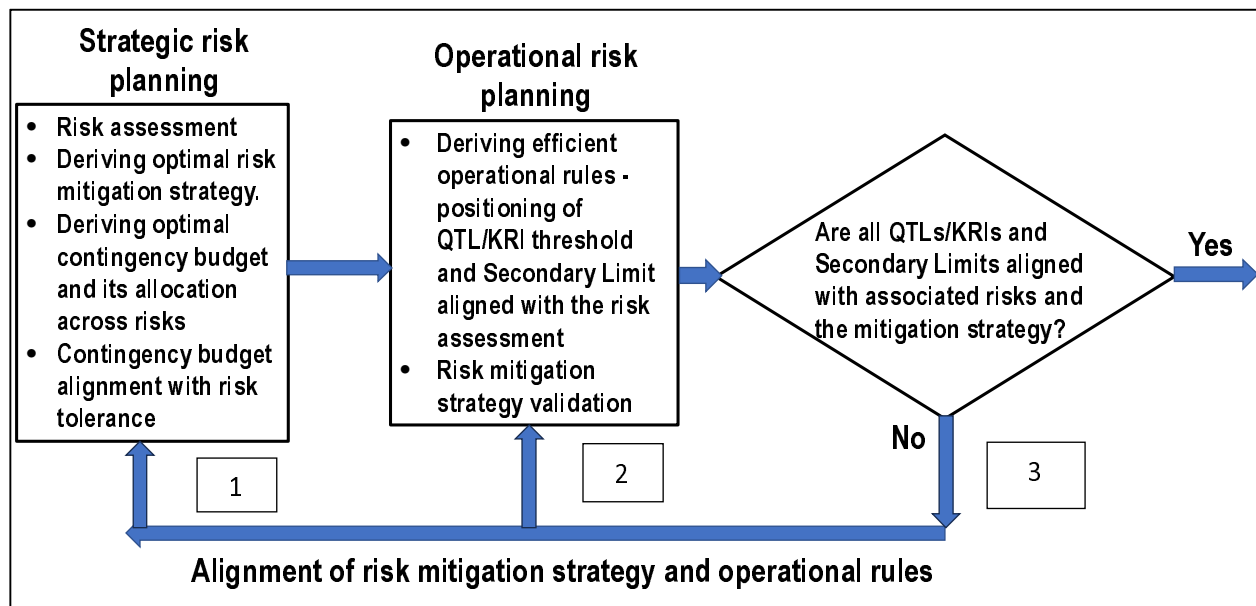 Strategic risk
planning
• Risk assessment
• Deriving optimal risk
mitigation strategy.
• Deriving optimal
contingency budget
and its allocation
across risks
• Contingency budget
alignment with risk
tolerance
Operational risk
planning
• Deriving efficient
operational rules -
positioning of
QTL/KRI threshold
and Secondary Limit
aligned with the risk
assessment
• Risk mitigation
strategy validation
Are all QTLs/KRIs and
Secondary Limits aligned
with associated risks and
the mitigation strategy?
Yes
No
1
2
3
Alignment of risk mitigation strategy and operational rules